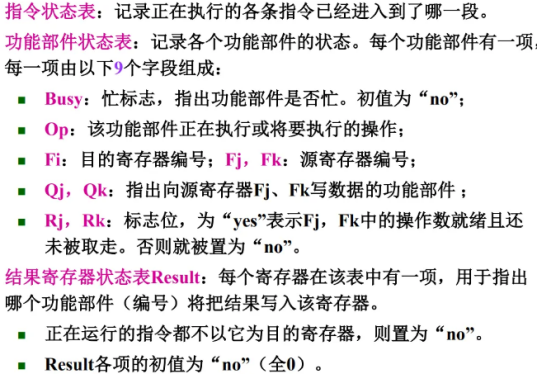 指令状态表：记录正在执行的各条指令已经进入到了哪一段。
功能部件状态表：记录各个功能部件的状态。每个功能部件有一项，
每一项由以下9个字段组成：
■ Busy：忙标志，指出功能部件是否忙。初值为“no”；
■ Op：该功能部件正在执行或将要执行的操作；
■ Fi：目的寄存器编号；Fj，Fk：源寄存器编号；
■ Qj，Qk：指出向源寄存器Fj、Fk写数据的功能部件；
■ Rj，Rk：标志位，为“yes”表示Fj，Fk中的操作数就绪且还
未被取走。否则就被置为“no”。
结果寄存器状态表Result：每个寄存器在该表中有一项，用于指出
哪个功能部件（编号）将把结果写入该寄存器。
■ 正在运行的指令都不以它为目的寄存器，则置为“no”。
■ Result各项的初值为“no”（全0）。